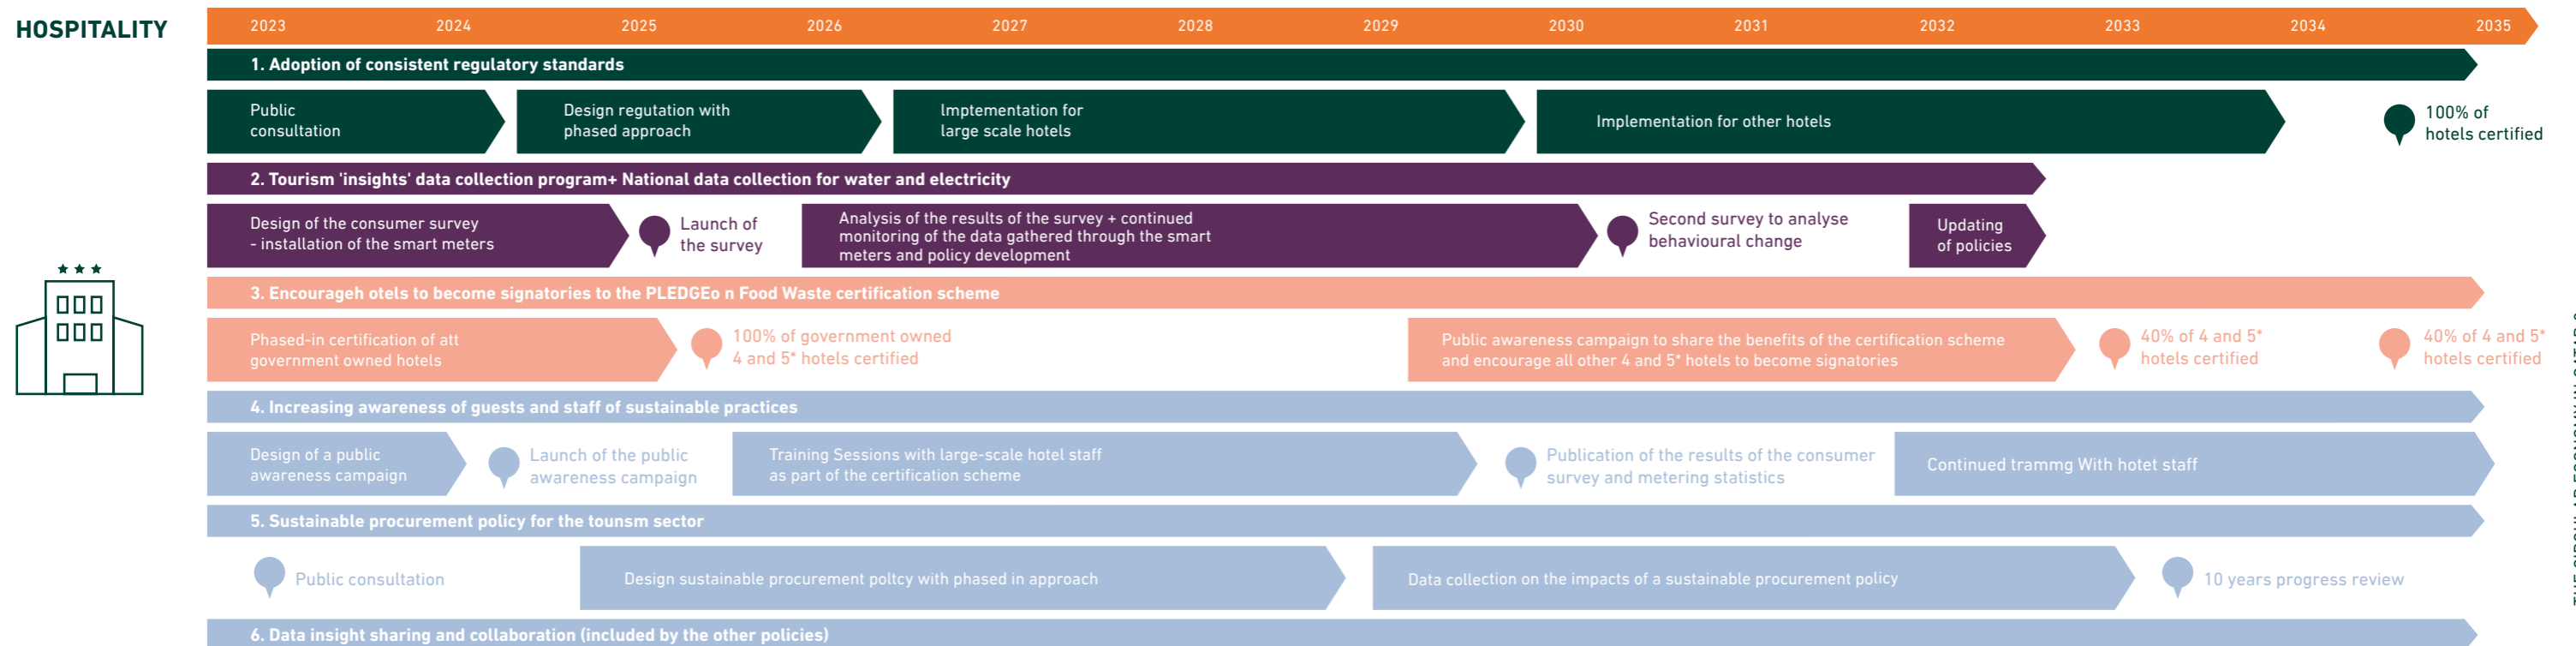 HOSPITALITY
2023 2024 2025 2026 2027 2028 2029 2030 2031 2032 2033 2034 2035
1. Adoption of consistent regulatory standards
Public
consultation
Design regutation with
phased approach
Imptementation for
large scale hotels
Implementation for other hotels
100% of
hotels certified
2. Tourism 'insights' data collection program+ National data collection for water and electricity
Design of the consumer survey
- installation of the smart meters
Launch of
the survey
Analysis of the results of the survey + continued
monitoring of the data gathered through the smart
meters and policy development
Second survey to analyse
behavioural change
Updating
of policies
3. Encourageh otels to become signatories to the PLEDGEo n Food Waste certification scheme
Phased-in certification of att
government owned hotels
100% of government owned
4 and 5* hotels certified
Public awareness campaign to share the benefits of the certification scheme
and encourage all other 4 and 5* hotels to become signatories
40% of 4 and 5*
hotels certified
40% of 4 and 5*
hotels certified
4. Increasing awareness of guests and staff of sustainable practices
Design of a public
awareness campaign
Launch of the public
awareness campaign
Training Sessions with large-scale hotel staff
as part of the certification scheme
Publication of the results of the consumer
survey and metering statistics
Continued trammg With hotet staff
5. Sustainable procurement policy for the tounsm sector
Public consultation
Design sustainable procurement poltcy with phased in approach
Data collection on the impacts of a sustainable procurement policy
10 years progress review
6. Data insight sharing and collaboration (included by the other policies)